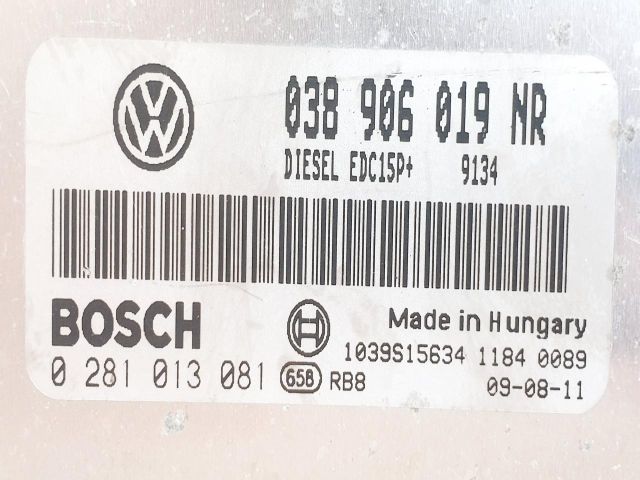 038 906 019 NR
DIESEL EDC15P+ 9134
BOSCH
Made in Hungary
1039S15634 1184 0089
0 281 013 081 65B RB8 09-08-11